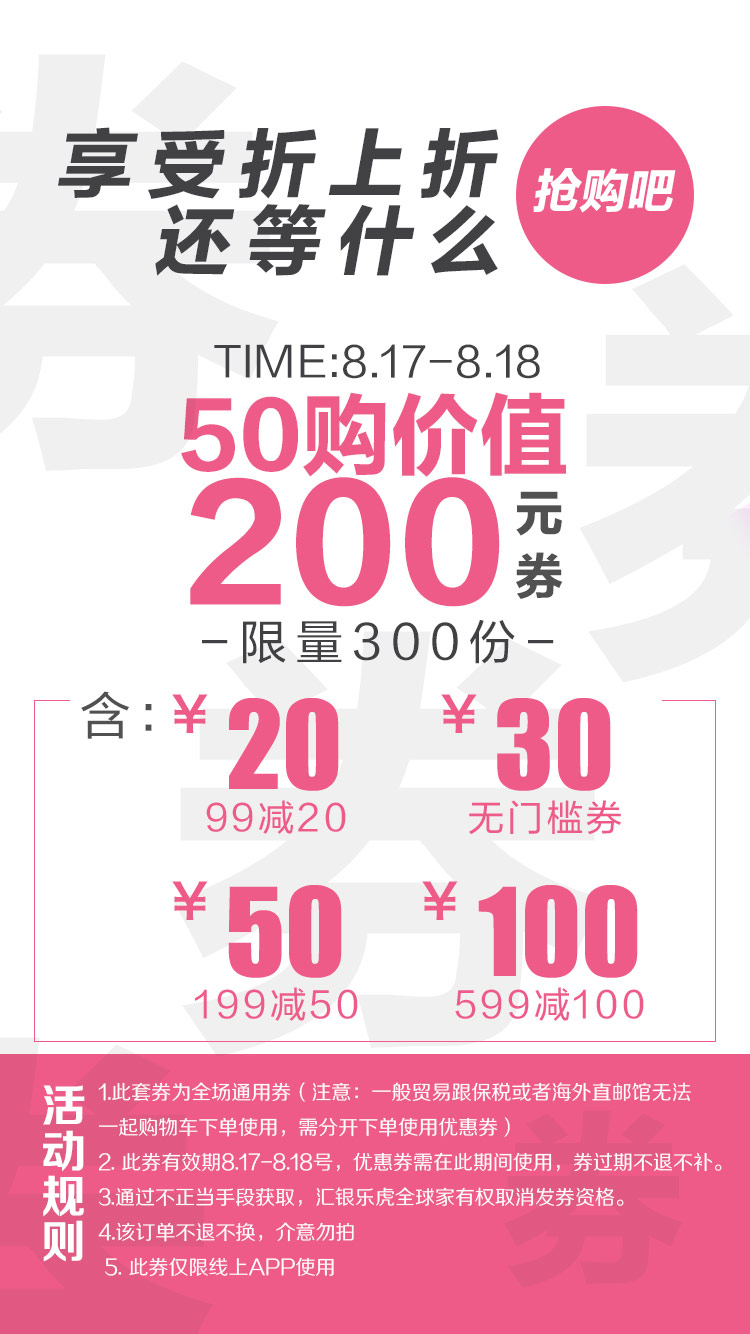 享受折上折
还等什么
抢购吧
TIME:8.17-8.18
50购价值
200元券
-限量300份-
含：¥20 ¥30
99减20 无门槛券
¥50 ¥100
199减50 599减100
活动规则
1.此套券为全场通用券（注意：一般贸易跟保税或者海外直邮馆无法
一起购物车下单使用，需分开下单使用优惠券）
2. 此券有效期8.17-8.18号，优惠券需在此期间使用，券过期不退不补。
3.通过不正当手段获取，汇银乐虎全球家有权取消发券资格。
4.该订单不退不换，介意勿拍
5. 此券仅限线上APP使用
券
券
券
券